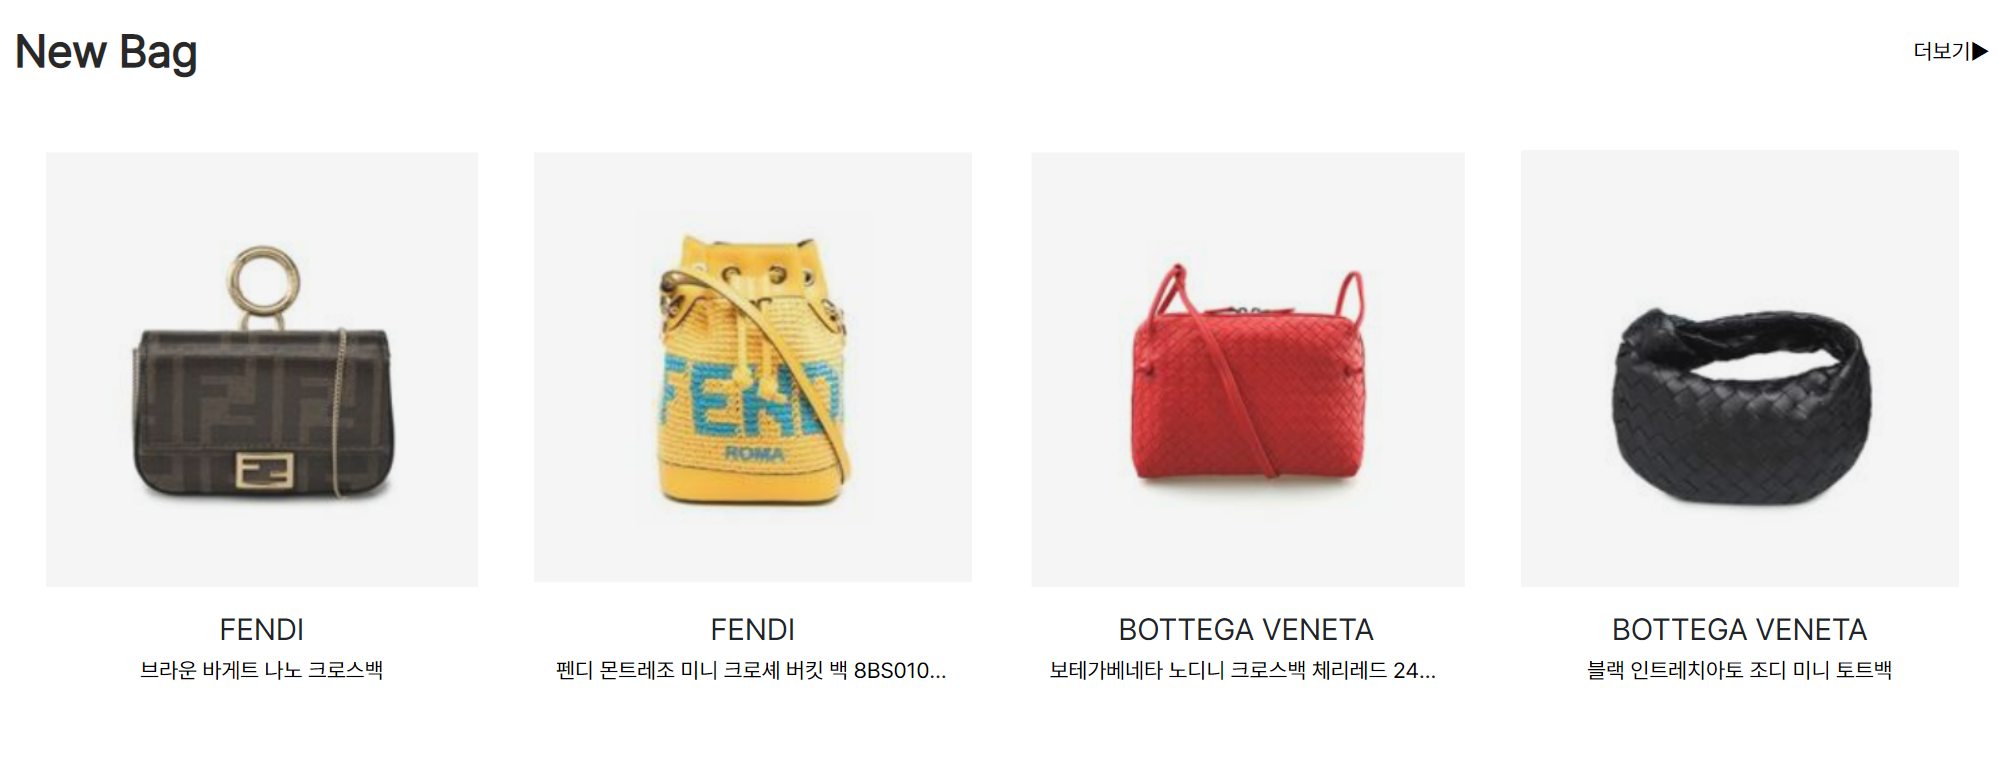 New Bag
더보기▶
FENDI
ROMA
FENDI
브라운 바게트 나노 크로스백
FENDI
펜디 몬트레조 미니 크로셰 버킷 백 8BS010...
BOTTEGA VENETA
보테가베네타 노디니 크로스백 체리레드 24...
BOTTEGA VENETA
블랙 인트레치아토 조디 미니 토트백